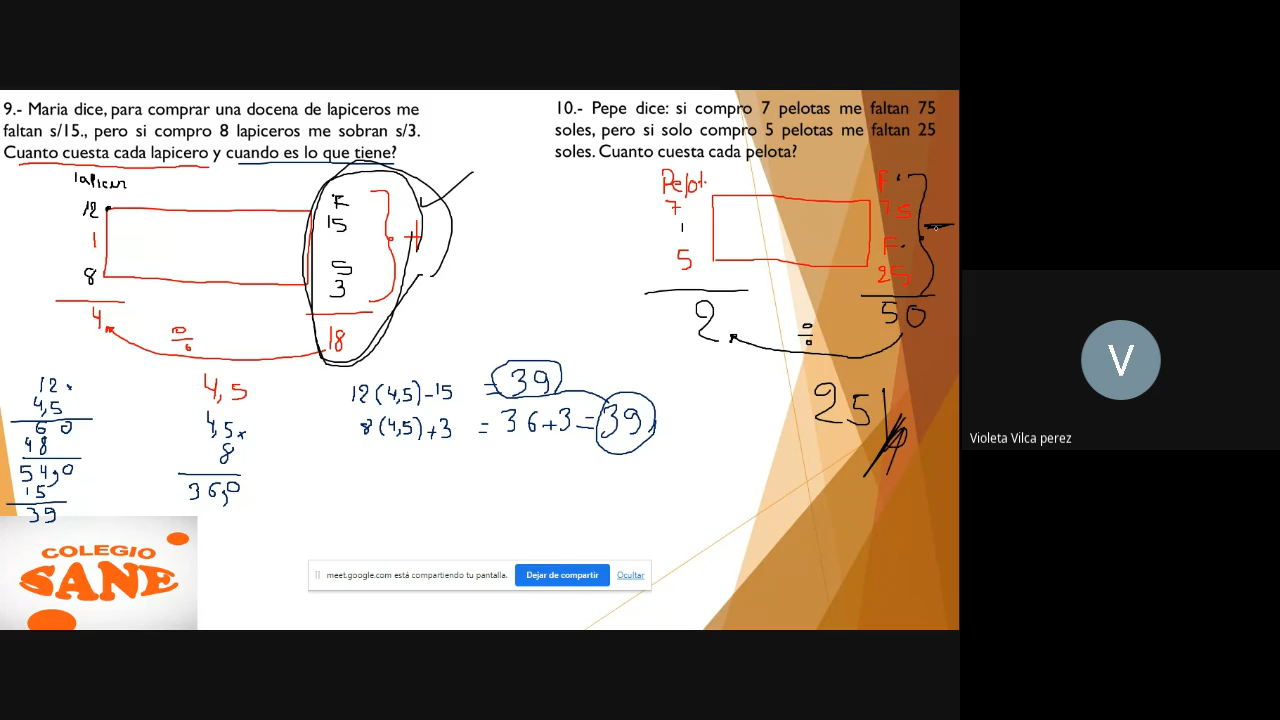 9.- Maria dice, para comprar una docena de lapiceros me
faltan s/15., pero si compro 8 lapiceros me sobran s/3.
Cuanto cuesta cada lapicero y cuando es lo que tiene?
12
F
15
1
+
8
S
3
4
÷
18
12 ×
4,5
6 0
48
54,0
15
39
4,5
4,5 ×
8
36,0
12 (4,5) - 15 = 39
8 (4,5) + 3 = 36 + 3 = 39
COLEGIO
SANE
10.- Pepe dice: si compro 7 pelotas me faltan 75
soles, pero si solo compro 5 pelotas me faltan 25
soles. Cuanto cuesta cada pelota?
Pelot.
F.
7
75
1
F.
5
25
-
2
÷
50
25
meet.google.com está compartiendo tu pantalla.
Dejar de compartir
Ocultar
V
Violeta Vilca perez